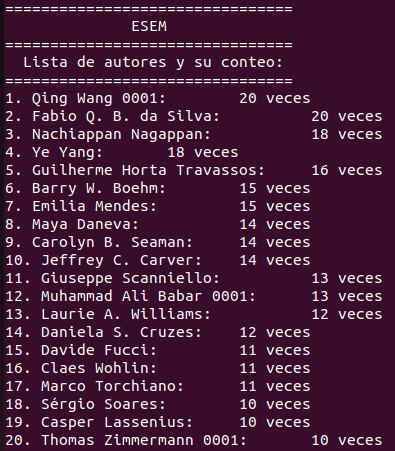 ================================
ESEM
================================
Lista de autores y su conteo:
================================
1. Qing Wang 0001: 20 veces
2. Fabio Q. B. da Silva: 20 veces
3. Nachiappan Nagappan: 18 veces
4. Ye Yang: 18 veces
5. Guilherme Horta Travassos: 16 veces
6. Barry W. Boehm: 15 veces
7. Emilia Mendes: 15 veces
8. Maya Daneva: 14 veces
9. Carolyn B. Seaman: 14 veces
10. Jeffrey C. Carver: 14 veces
11. Giuseppe Scanniello: 13 veces
12. Muhammad Ali Babar 0001: 13 veces
13. Laurie A. Williams: 12 veces
14. Daniela S. Cruzes: 12 veces
15. Davide Fucci: 11 veces
16. Claes Wohlin: 11 veces
17. Marco Torchiano: 11 veces
18. Sérgio Soares: 10 veces
19. Casper Lassenius: 10 veces
20. Thomas Zimmermann 0001: 10 veces